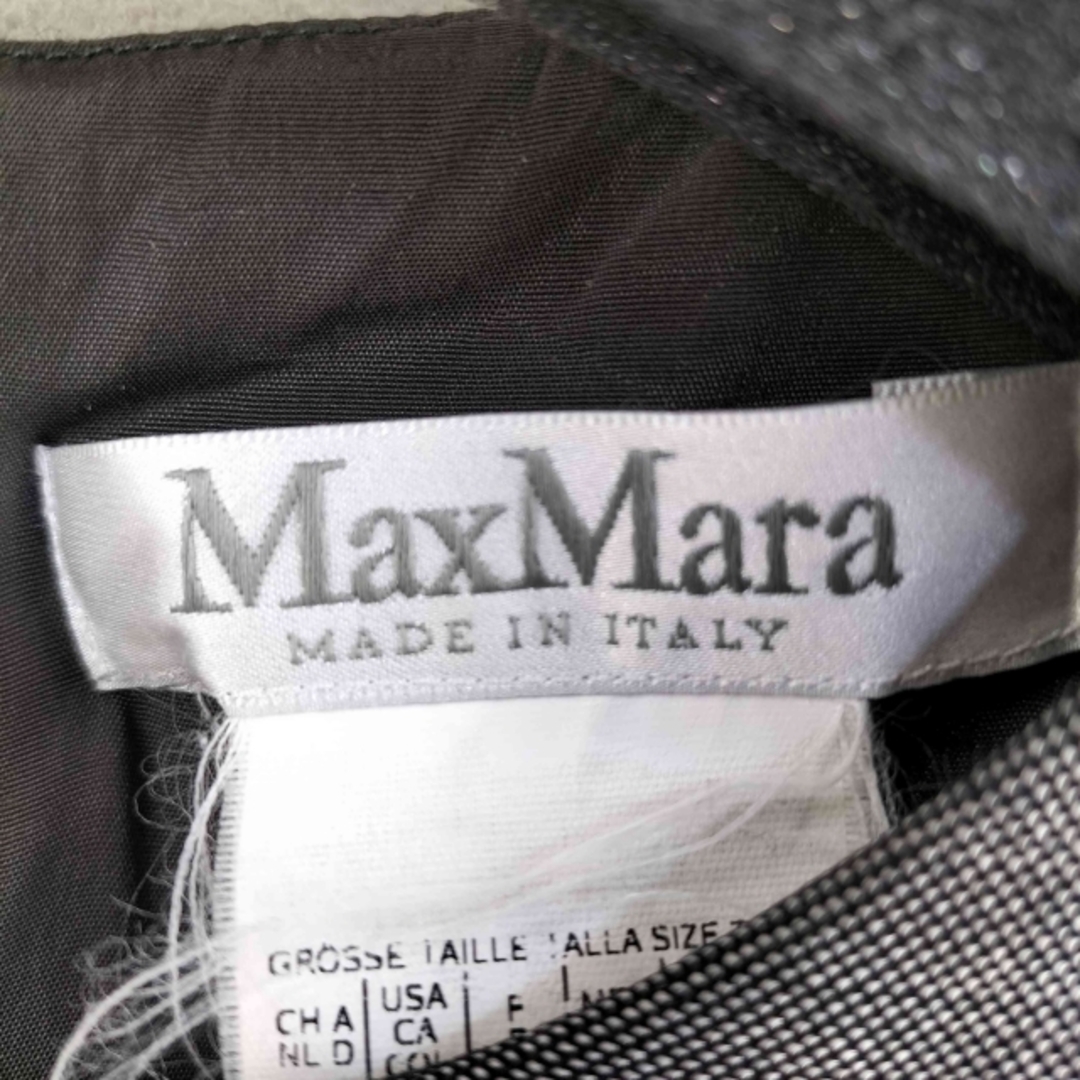 MaxMara
MADE IN ITALY
GRÖSSE TAILLE TALLA SIZE
CH A USA F
NL D CA